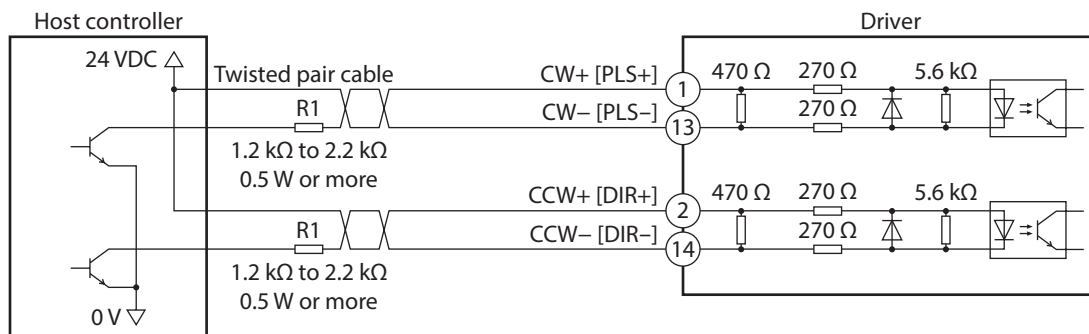 Host controller
Driver
24 VDC
Twisted pair cable
CW+ [PLS+]
1
470 Ω
270 Ω
5.6 kΩ
R1
CW− [PLS−]
13
270 Ω
1.2 kΩ to 2.2 kΩ
0.5 W or more
CCW+ [DIR+]
2
470 Ω
270 Ω
5.6 kΩ
R1
CCW− [DIR−]
14
270 Ω
1.2 kΩ to 2.2 kΩ
0.5 W or more
0 V